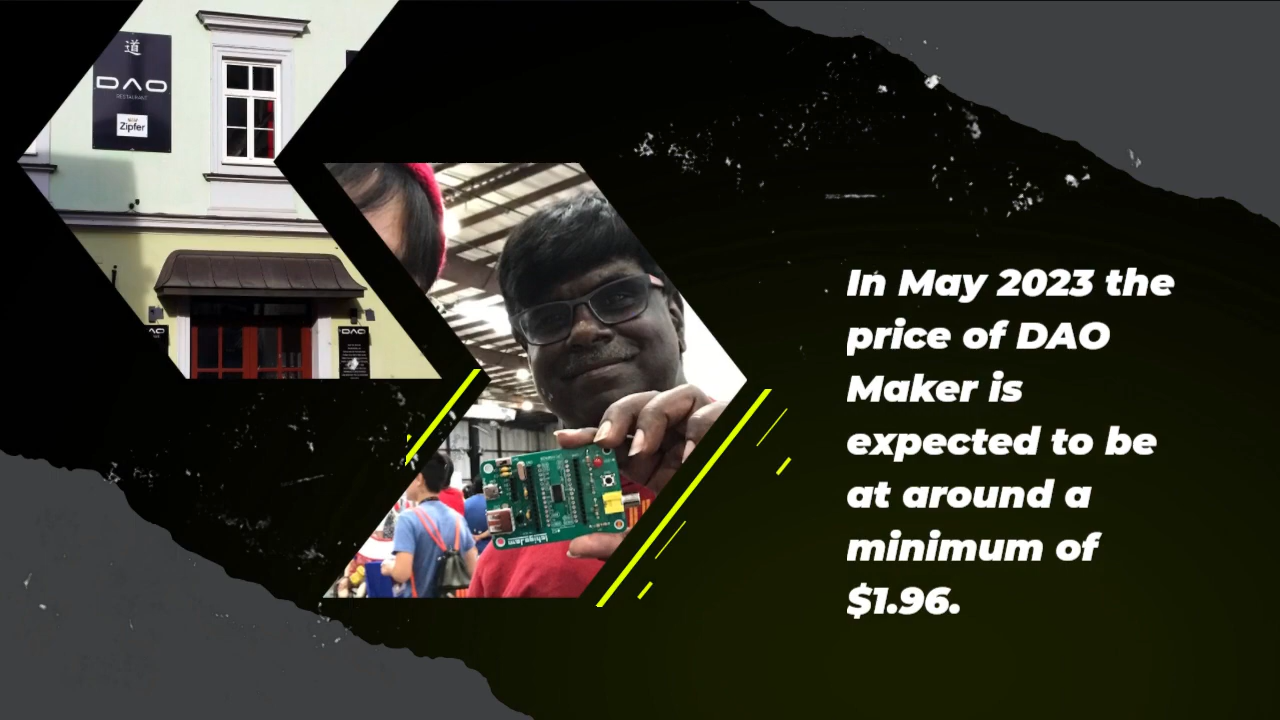 道
DAO
RESTAURANT
Zipfer
DAO
In May 2023 the
price of DAO
Maker is
expected to be
at around a
minimum of
$1.96.